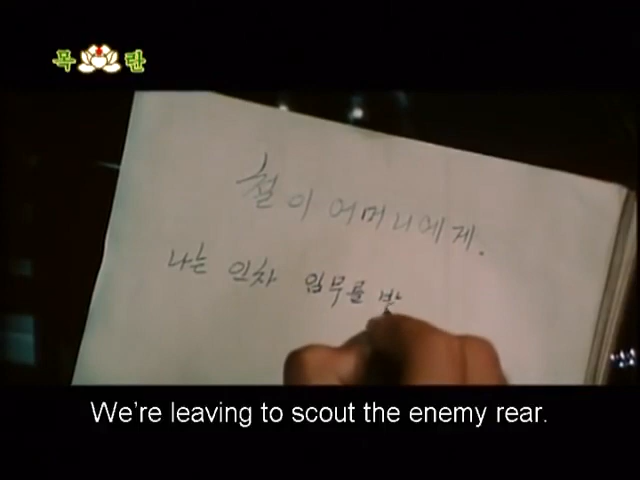 목란
철이 어머니에게.
나는 인차 임무를 받
We're leaving to scout the enemy rear.